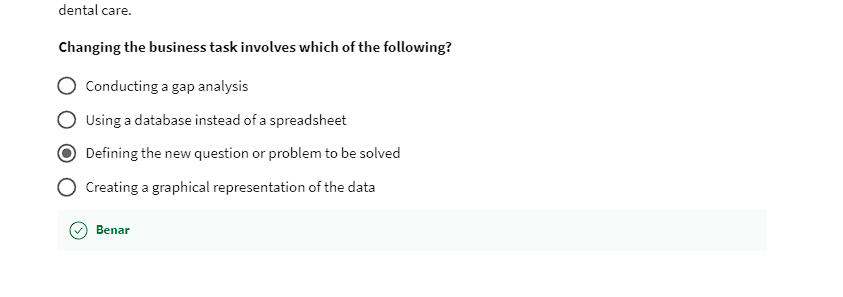 dental care.
Changing the business task involves which of the following?
Conducting a gap analysis
Using a database instead of a spreadsheet
Defining the new question or problem to be solved
Creating a graphical representation of the data
Benar